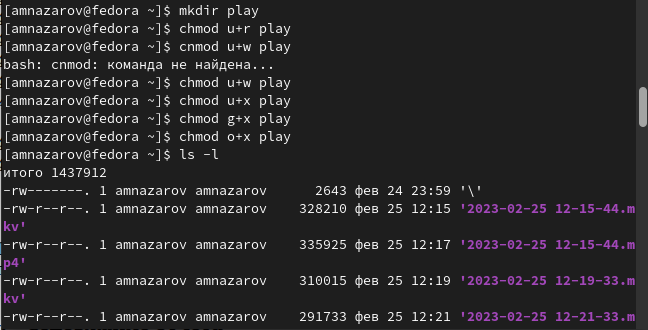 [amnazarov@fedora ~]$ mkdir play
[amnazarov@fedora ~]$ chmod u+r play
[amnazarov@fedora ~]$ cnmod u+w play
bash: cnmod: команда не найдена...
[amnazarov@fedora ~]$ chmod u+w play
[amnazarov@fedora ~]$ chmod u+x play
[amnazarov@fedora ~]$ chmod g+x play
[amnazarov@fedora ~]$ chmod o+x play
[amnazarov@fedora ~]$ ls -l
итого 1437912
-rw-------. 1 amnazarov amnazarov      2643 фев 24 23:59 '\'
-rw-r--r--. 1 amnazarov amnazarov    328210 фев 25 12:15 '2023-02-25 12-15-44.m
kv'
-rw-r--r--. 1 amnazarov amnazarov    335925 фев 25 12:17 '2023-02-25 12-15-44.m
p4'
-rw-r--r--. 1 amnazarov amnazarov    310015 фев 25 12:19 '2023-02-25 12-19-33.m
kv'
-rw-r--r--. 1 amnazarov amnazarov    291733 фев 25 12:21 '2023-02-25 12-21-33.m